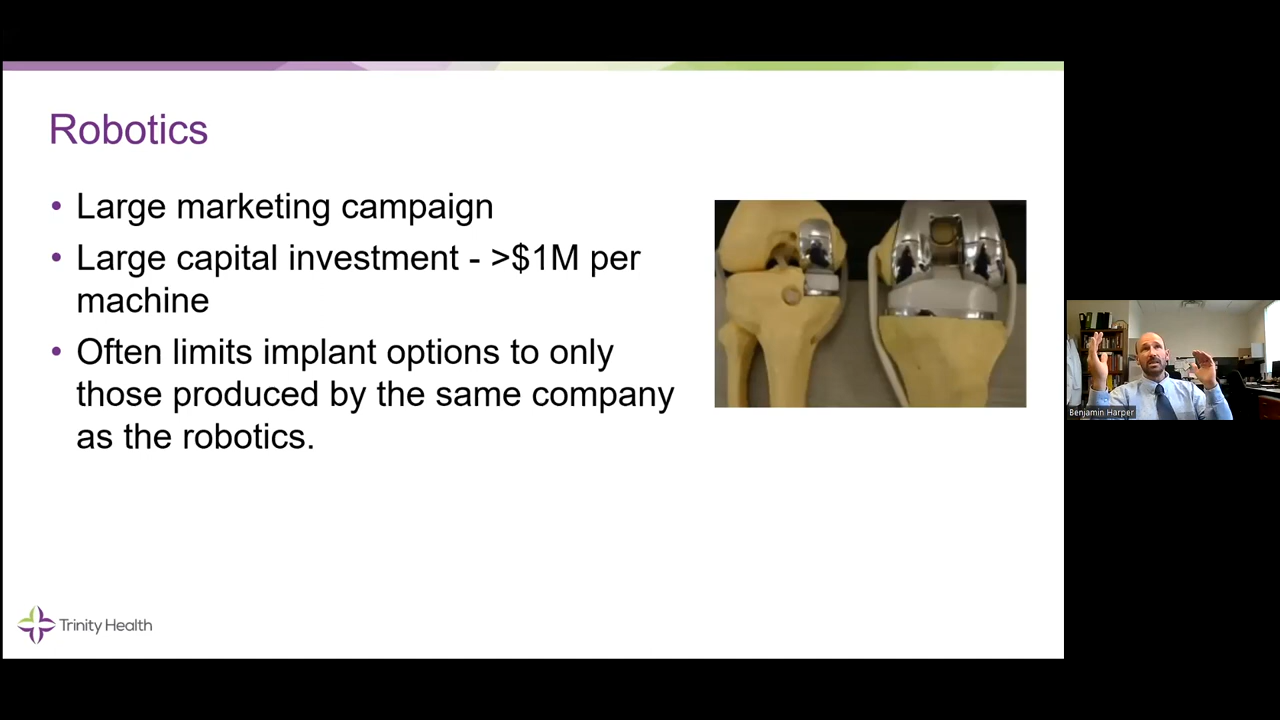 Robotics
• Large marketing campaign
• Large capital investment - >$1M per
machine
• Often limits implant options to only
those produced by the same company
as the robotics.
Trinity Health
Benjamin Harper